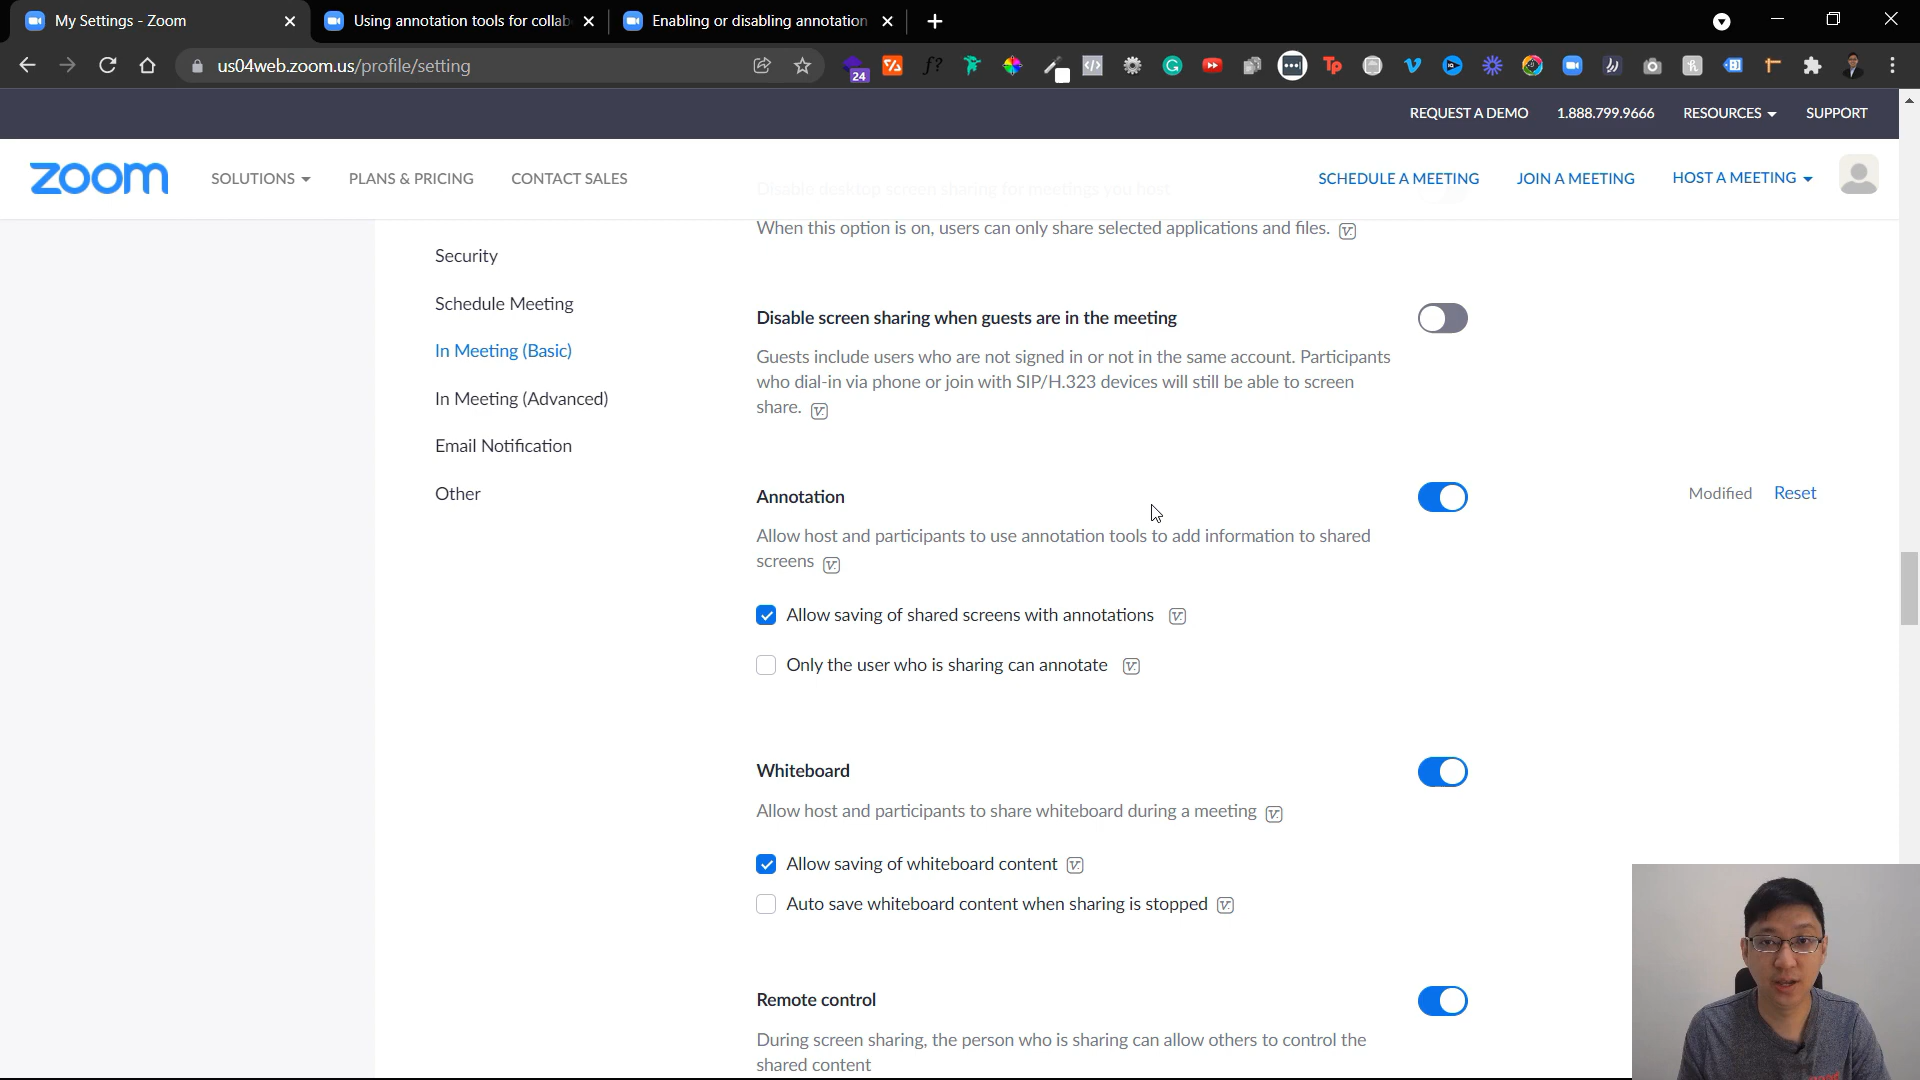 My Settings - Zoom
Using annotation tools for collab
Enabling or disabling annotation
us04web.zoom.us/profile/setting
24
REQUEST A DEMO
1.888.799.9666
RESOURCES
SUPPORT
zoom
SOLUTIONS
PLANS & PRICING
CONTACT SALES
SCHEDULE A MEETING
JOIN A MEETING
HOST A MEETING
Disable desktop screen sharing for meetings you host
When this option is on, users can only share selected applications and files.
Security
Schedule Meeting
In Meeting (Basic)
In Meeting (Advanced)
Email Notification
Other
Disable screen sharing when guests are in the meeting
Guests include users who are not signed in or not in the same account. Participants
who dial-in via phone or join with SIP/H.323 devices will still be able to screen
share.
Annotation
Modified
Reset
Allow host and participants to use annotation tools to add information to shared
screens
Allow saving of shared screens with annotations
Only the user who is sharing can annotate
Whiteboard
Allow host and participants to share whiteboard during a meeting
Allow saving of whiteboard content
Auto save whiteboard content when sharing is stopped
Remote control
During screen sharing, the person who is sharing can allow others to control the
shared content